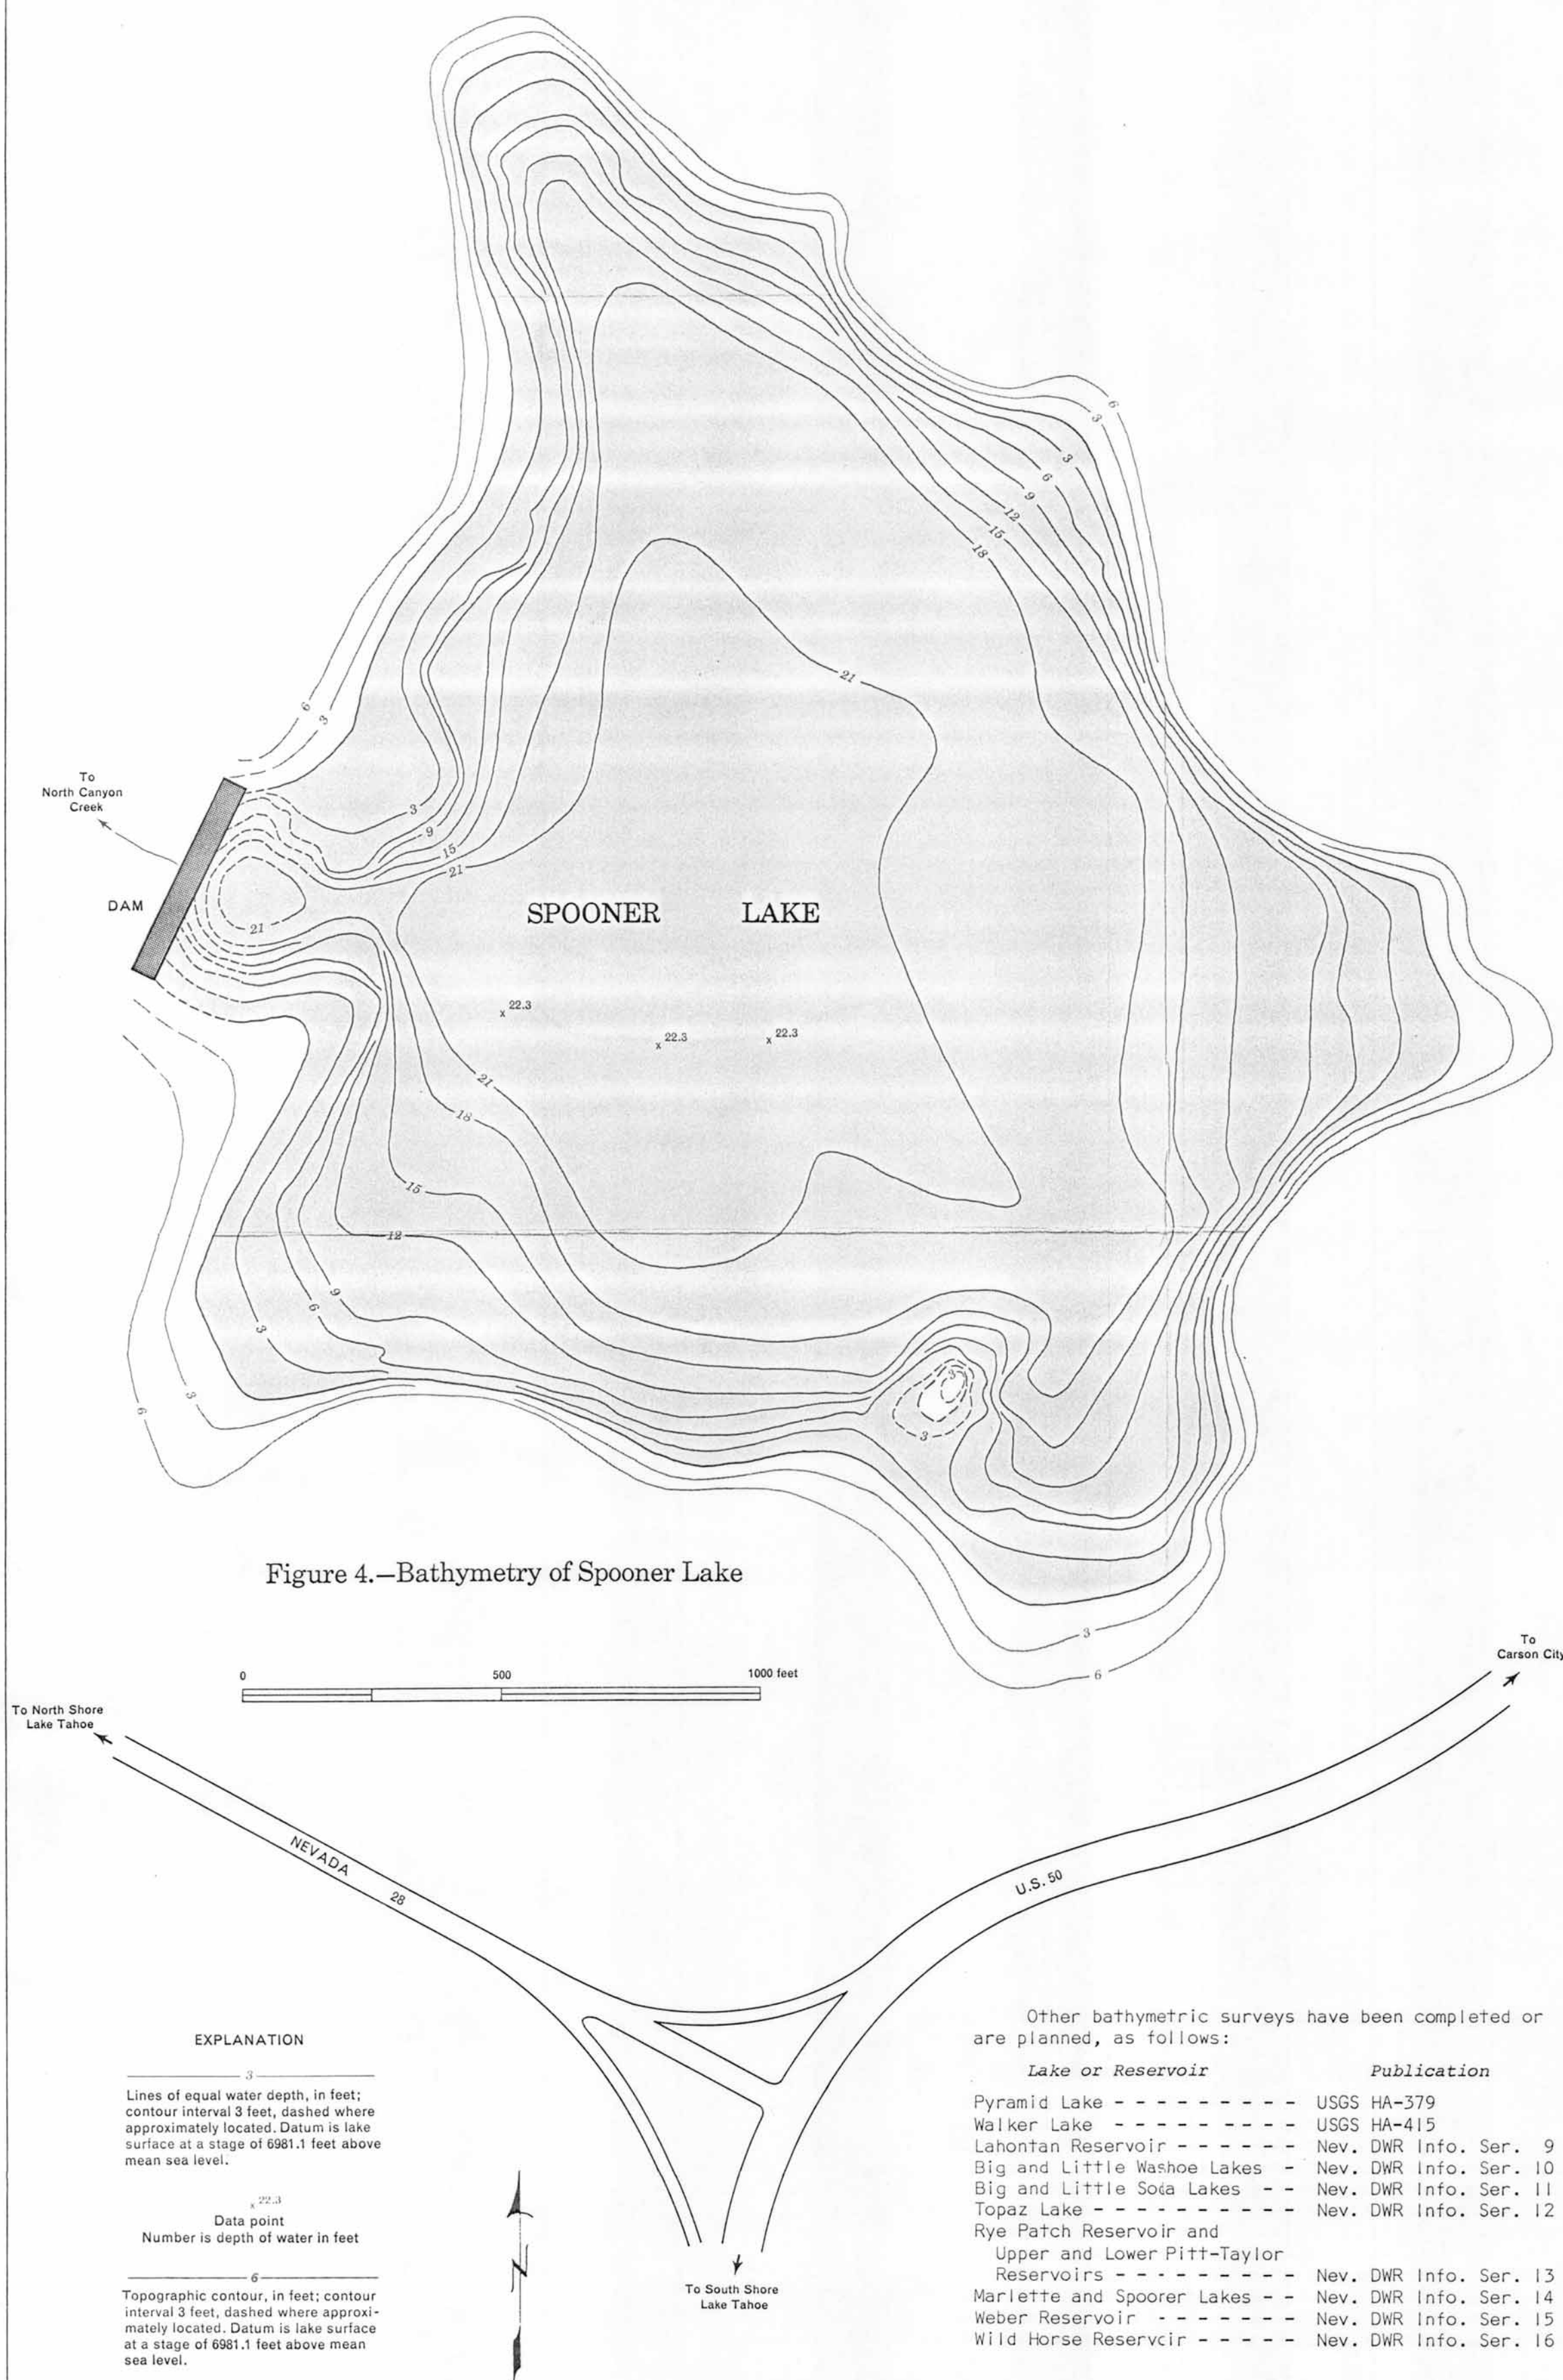 6
3
3
6
9
12
15
18
21
6
3
To
North Canyon
Creek
3
9
15
21
DAM
21
SPOONER LAKE
22.3
22.3
22.3
21
18
15
12
9
6
3
3
6
3
3
Figure 4.—Bathymetry of Spooner Lake
3
6
0 500 1000 feet
To
Carson City
To North Shore
Lake Tahoe
NEVADA 28
U.S. 50
To South Shore
Lake Tahoe
N
EXPLANATION
3
Lines of equal water depth, in feet;
contour interval 3 feet, dashed where
approximately located. Datum is lake
surface at a stage of 6981.1 feet above
mean sea level.
x 22.3
Data point
Number is depth of water in feet
6
Topographic contour, in feet; contour
interval 3 feet, dashed where approxi-
mately located. Datum is lake surface
at a stage of 6981.1 feet above mean
sea level.
Other bathymetric surveys have been completed or
are planned, as follows:
Lake or Reservoir Publication
Pyramid Lake - - - - - - - - - USGS HA-379
Walker Lake - - - - - - - - - USGS HA-415
Lahontan Reservoir - - - - - - Nev. DWR Info. Ser. 9
Big and Little Washoe Lakes - Nev. DWR Info. Ser. 10
Big and Little Soda Lakes - - Nev. DWR Info. Ser. 11
Topaz Lake - - - - - - - - - - Nev. DWR Info. Ser. 12
Rye Patch Reservoir and
Upper and Lower Pitt-Taylor
Reservoirs - - - - - - - - - Nev. DWR Info. Ser. 13
Marlette and Spooner Lakes - - Nev. DWR Info. Ser. 14
Weber Reservoir - - - - - - - Nev. DWR Info. Ser. 15
Wild Horse Reservoir - - - - - Nev. DWR Info. Ser. 16